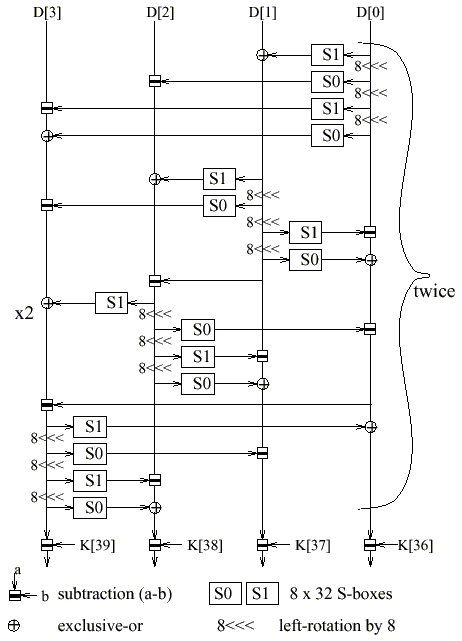 D[3] D[2] D[1] D[0]
S1
8<<<
S0
8<<<
S1
8<<<
S0
S1
8<<<
S0
8<<<
S1
8<<<
S0
twice
x2 S1
8<<<
S0
8<<<
S1
8<<<
S0
S1
8<<<
S0
8<<<
S1
8<<<
S0
K[39] K[38] K[37] K[36]
a
b subtraction (a-b) S0 S1 8 x 32 S-boxes
exclusive-or 8<<< left-rotation by 8